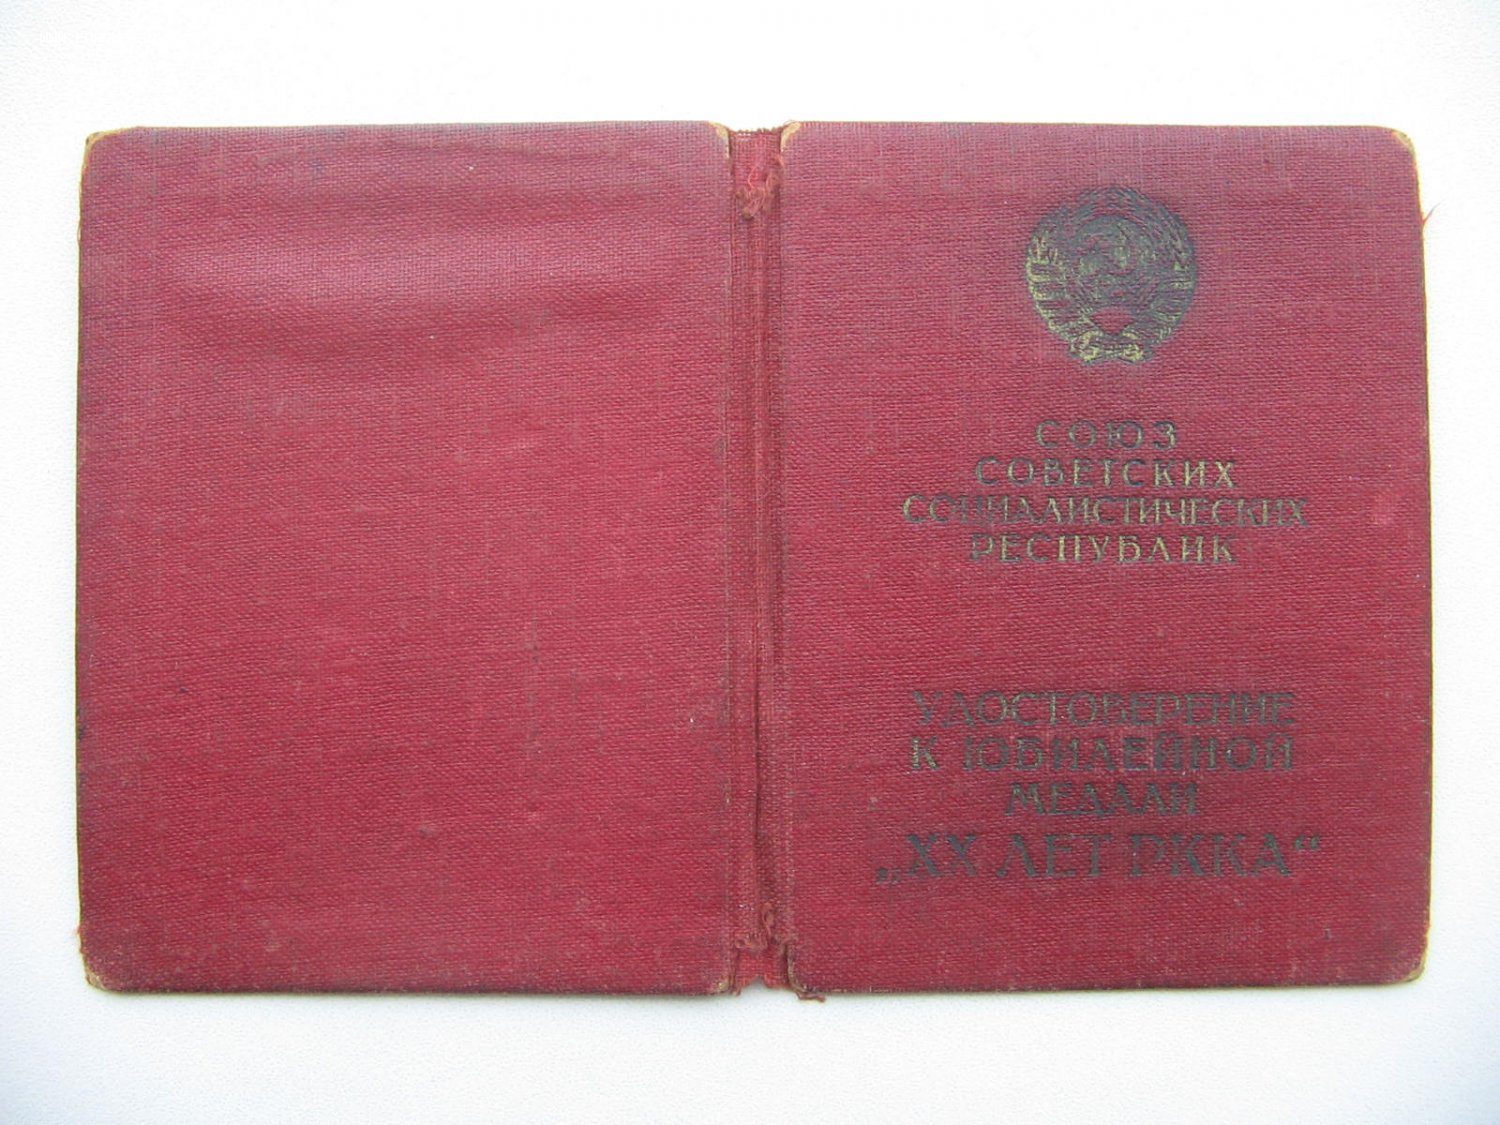 СОЮЗ
СОВЕТСКИХ
СОЦИАЛИСТИЧЕСКИХ
РЕСПУБЛИК
УДОСТОВЕРЕНИЕ
К ЮБИЛЕЙНОЙ
МЕДАЛИ
„XX ЛЕТ РККА“